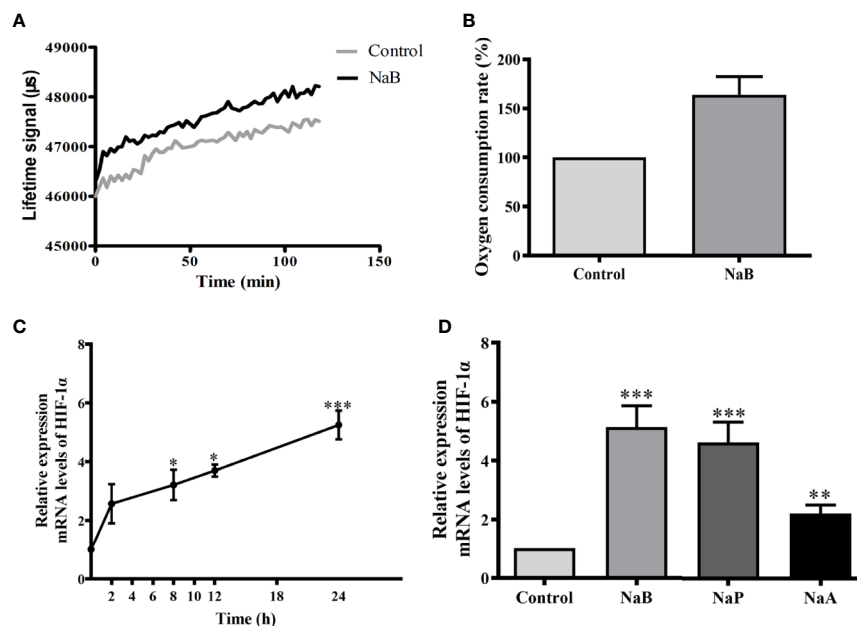 A
49000
48000
47000
46000
45000
Lifetime signal (µs)
0
50
100
150
Time (min)
Control
NaB
B
200
150
100
50
0
Oxygen consumption rate (%)
Control
NaB
C
8
6
4
2
0
Relative expression
mRNA levels of HIF-1α
*
*
***
2
4
6
8
10
12
18
24
Time (h)
D
8
6
4
2
0
Relative expression
mRNA levels of HIF-1α
***
***
**
Control
NaB
NaP
NaA